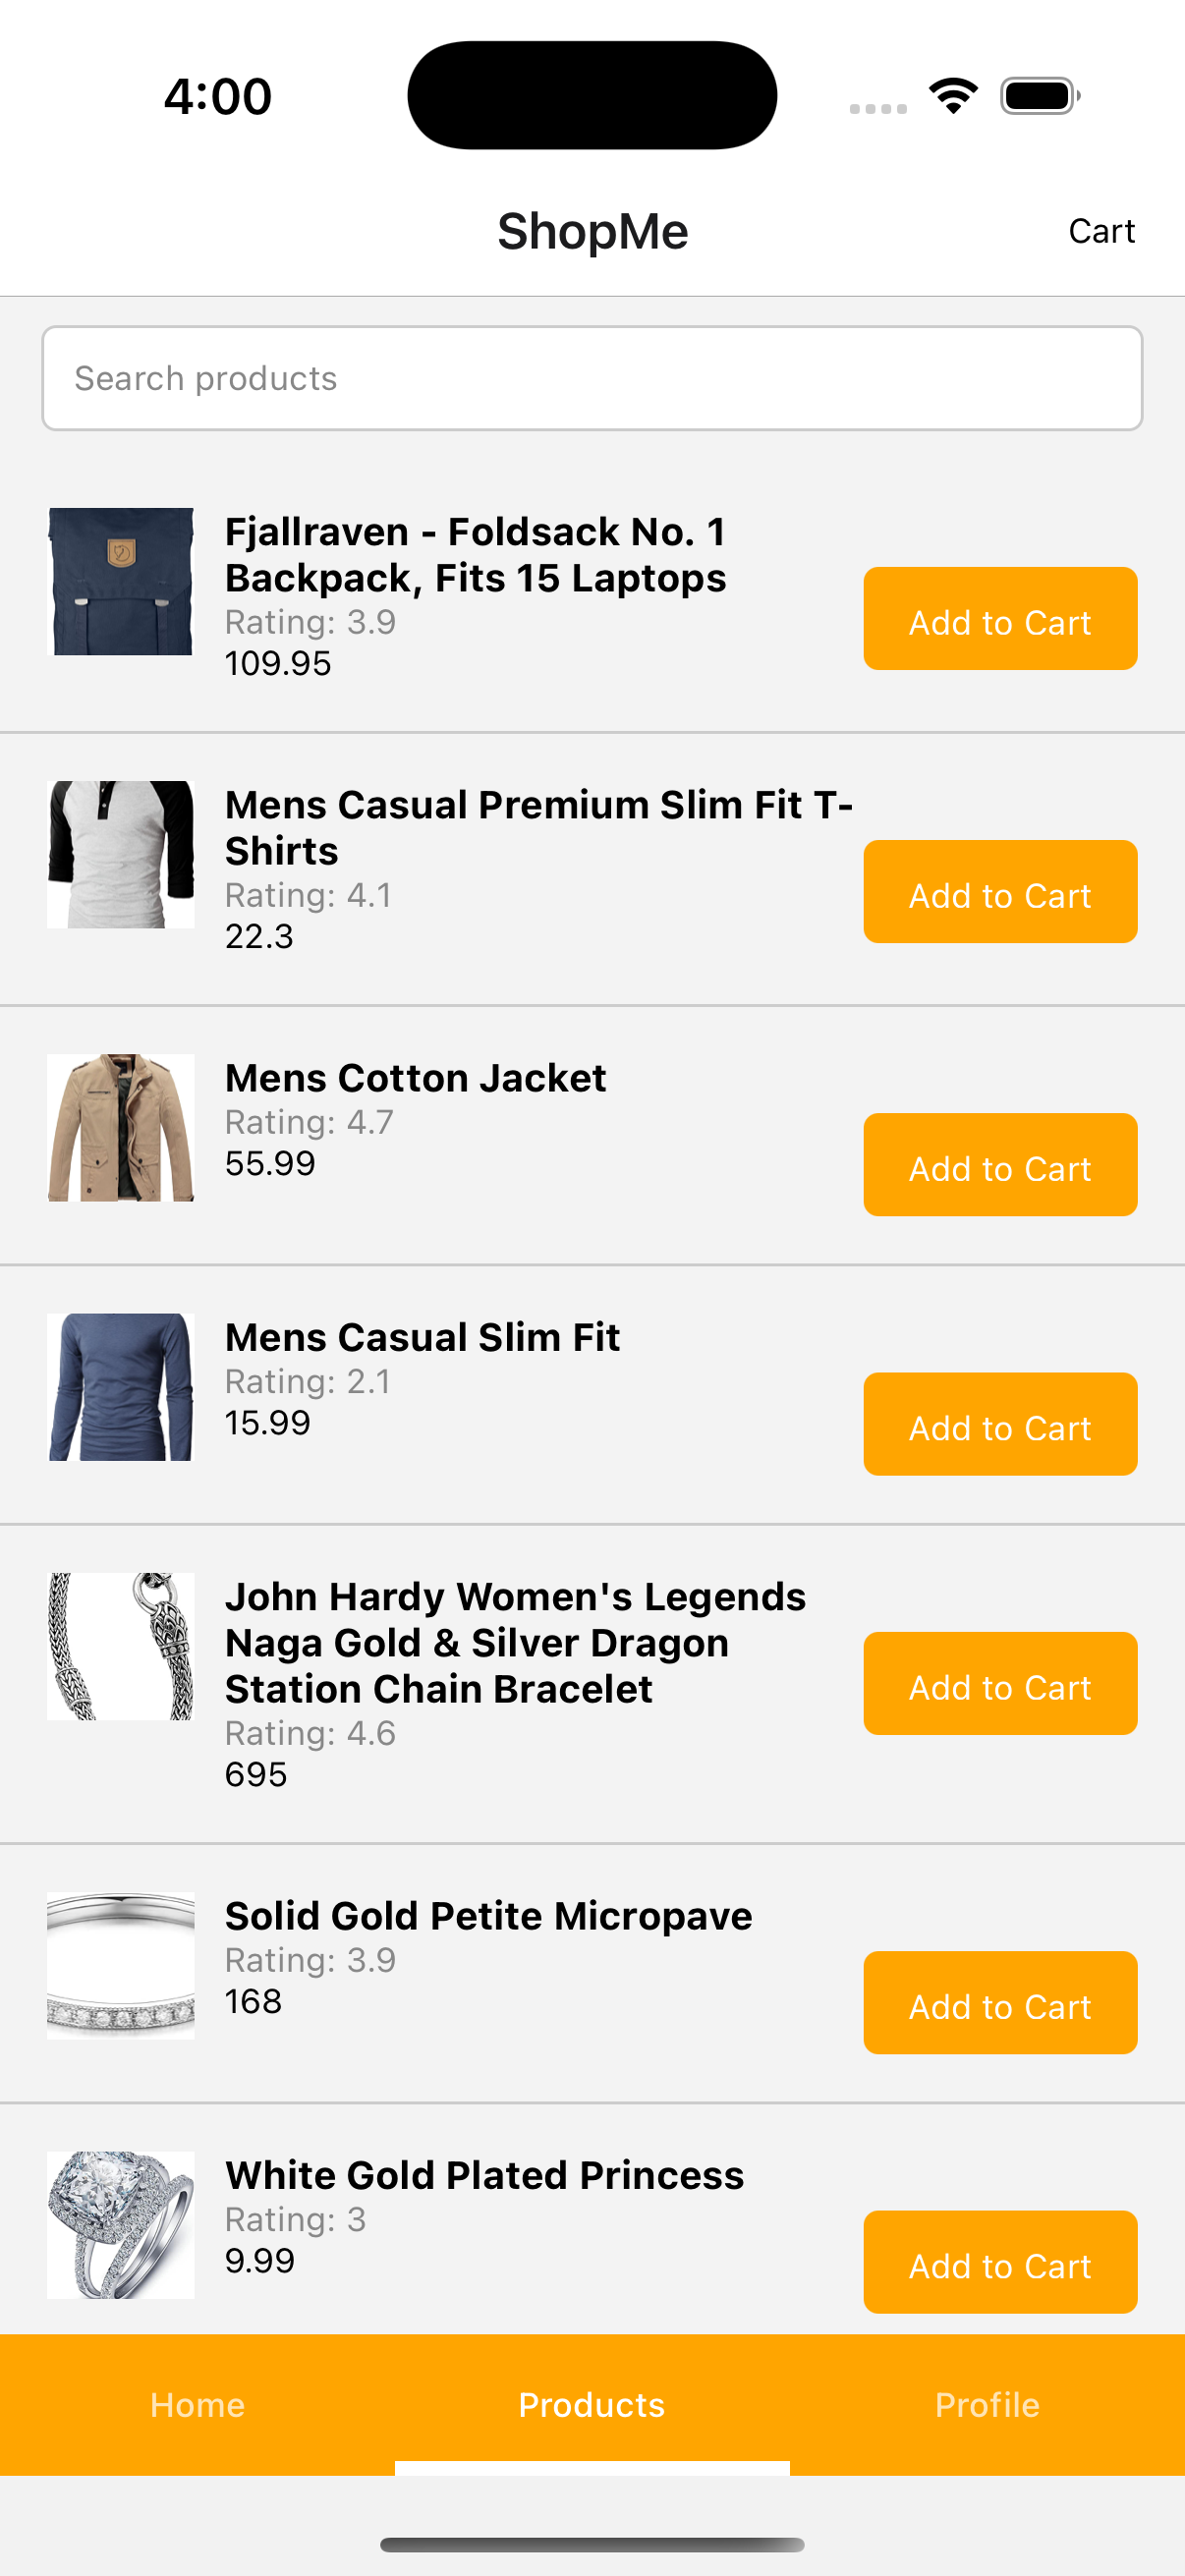 4:00
ShopMe
Cart
Search products
Fjallraven - Foldsack No. 1
Backpack, Fits 15 Laptops
Rating: 3.9
109.95
Add to Cart
Mens Casual Premium Slim Fit T-
Shirts
Rating: 4.1
22.3
Add to Cart
Mens Cotton Jacket
Rating: 4.7
55.99
Add to Cart
Mens Casual Slim Fit
Rating: 2.1
15.99
Add to Cart
John Hardy Women's Legends
Naga Gold & Silver Dragon
Station Chain Bracelet
Rating: 4.6
695
Add to Cart
Solid Gold Petite Micropave
Rating: 3.9
168
Add to Cart
White Gold Plated Princess
Rating: 3
9.99
Add to Cart
Home
Products
Profile